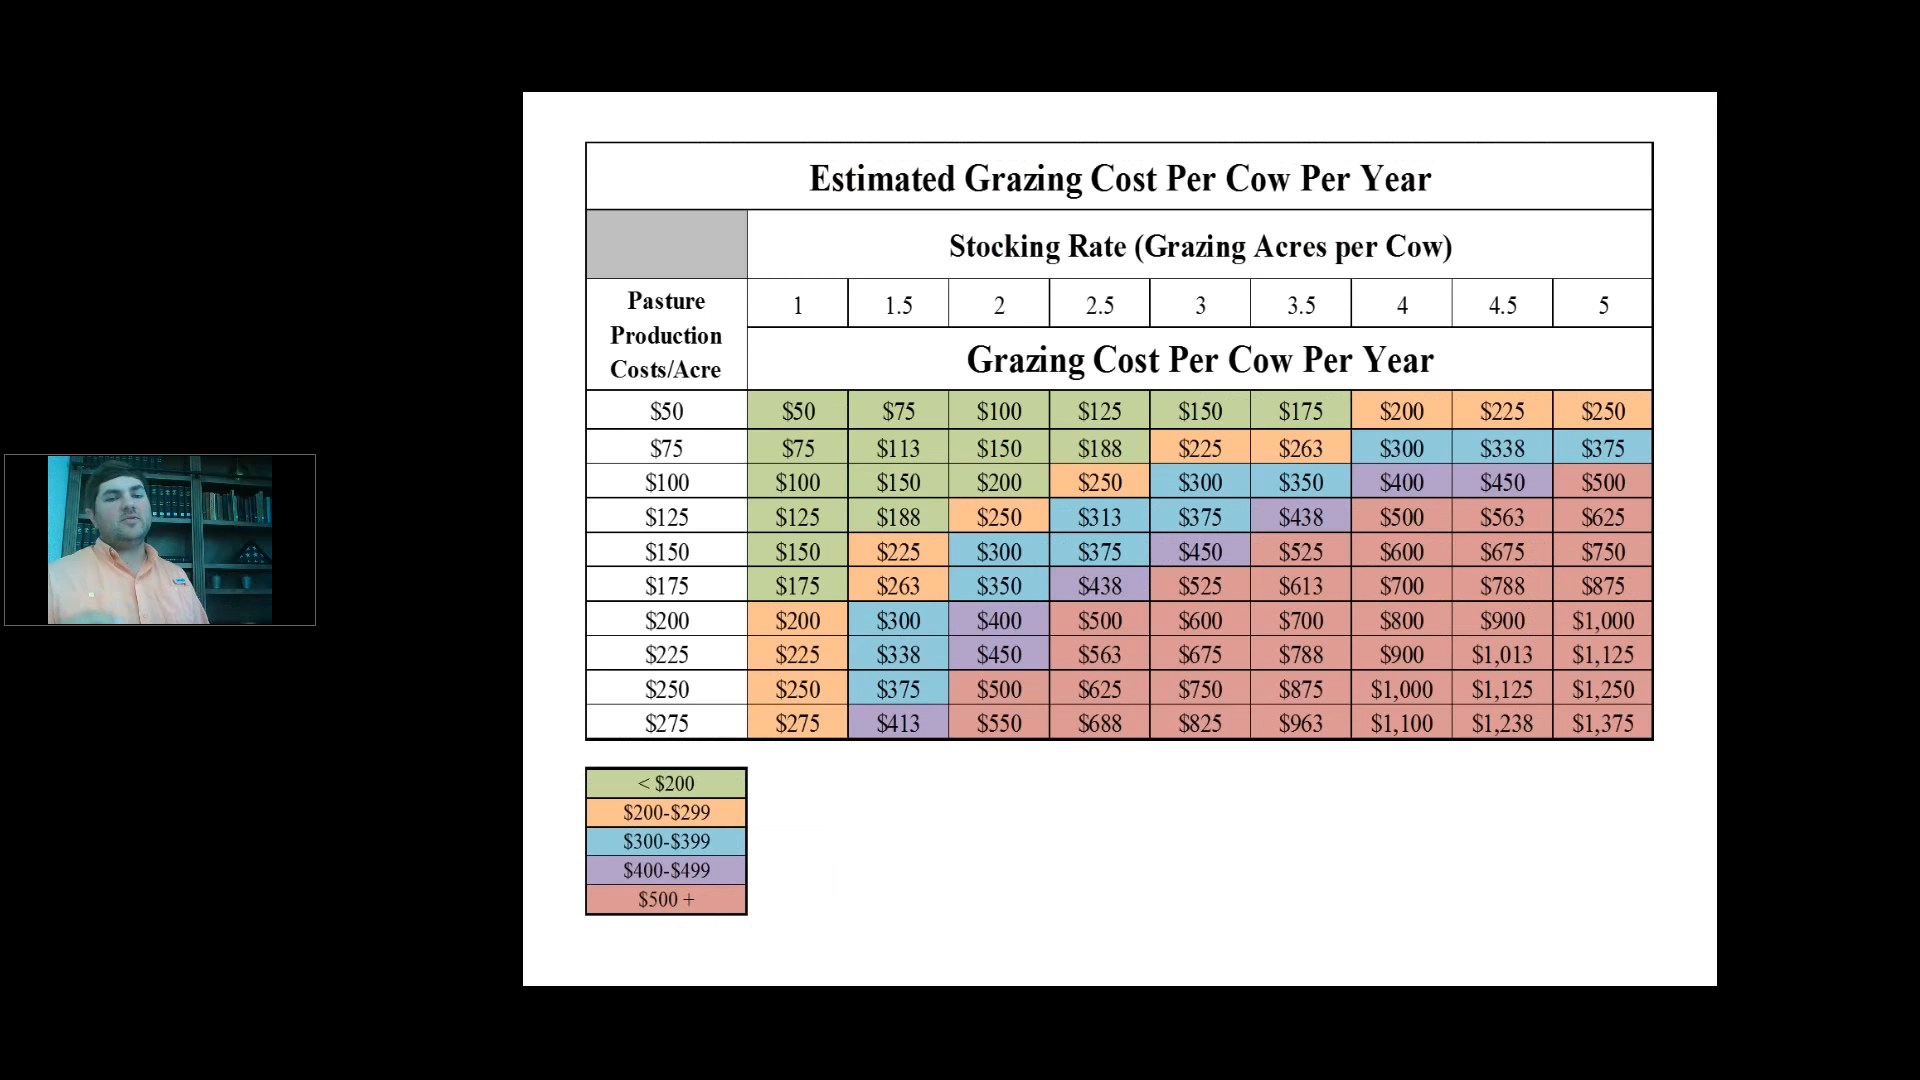 Estimated Grazing Cost Per Cow Per Year
Stocking Rate (Grazing Acres per Cow)
Pasture Production Costs/Acre
1 1.5 2 2.5 3 3.5 4 4.5 5
Grazing Cost Per Cow Per Year
$50 $50 $75 $100 $125 $150 $175 $200 $225 $250
$75 $75 $113 $150 $188 $225 $263 $300 $338 $375
$100 $100 $150 $200 $250 $300 $350 $400 $450 $500
$125 $125 $188 $250 $313 $375 $438 $500 $563 $625
$150 $150 $225 $300 $375 $450 $525 $600 $675 $750
$175 $175 $263 $350 $438 $525 $613 $700 $788 $875
$200 $200 $300 $400 $500 $600 $700 $800 $900 $1,000
$225 $225 $338 $450 $563 $675 $788 $900 $1,013 $1,125
$250 $250 $375 $500 $625 $750 $875 $1,000 $1,125 $1,250
$275 $275 $413 $550 $688 $825 $963 $1,100 $1,238 $1,375
< $200
$200-$299
$300-$399
$400-$499
$500 +